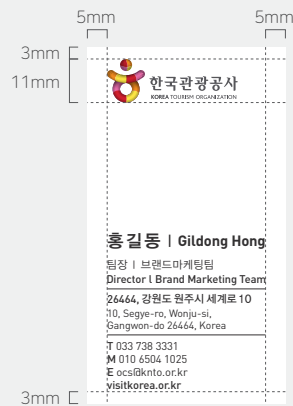 5mm
5mm
3mm
11mm
한국관광공사
KOREA TOURISM ORGANIZATION
홍길동 | Gildong Hong
팀장 | 브랜드마케팅팀
Director l Brand Marketing Team
26464, 강원도 원주시 세계로 10
10, Segye-ro, Wonju-si,
Gangwon-do 26464, Korea
T 033 738 3331
M 010 6504 1025
E ocs@knto.or.kr
visitkorea.or.kr
3mm